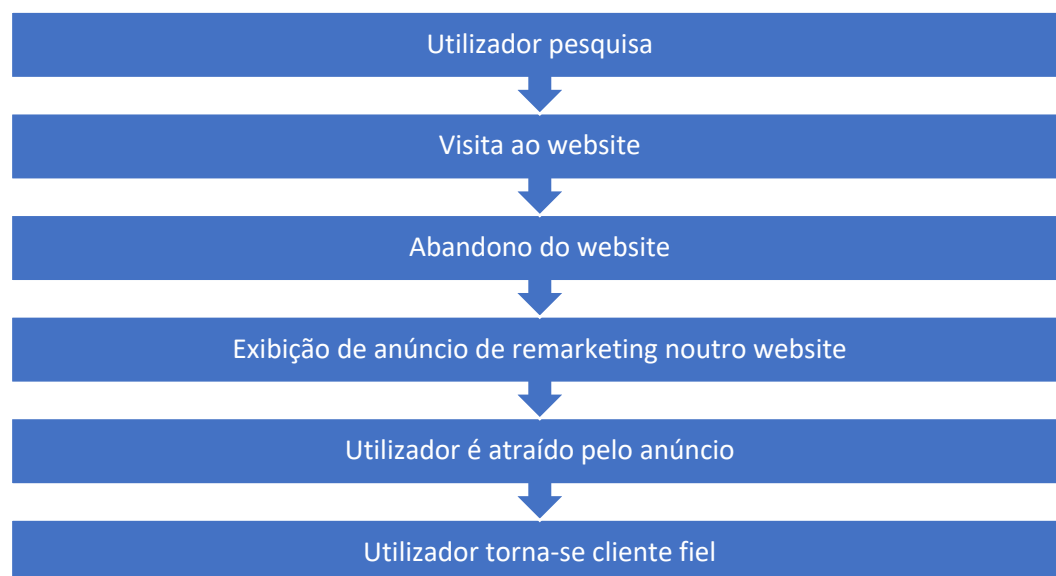 Utilizador pesquisa
Visita ao website
Abandono do website
Exibição de anúncio de remarketing noutro website
Utilizador é atraído pelo anúncio
Utilizador torna-se cliente fiel